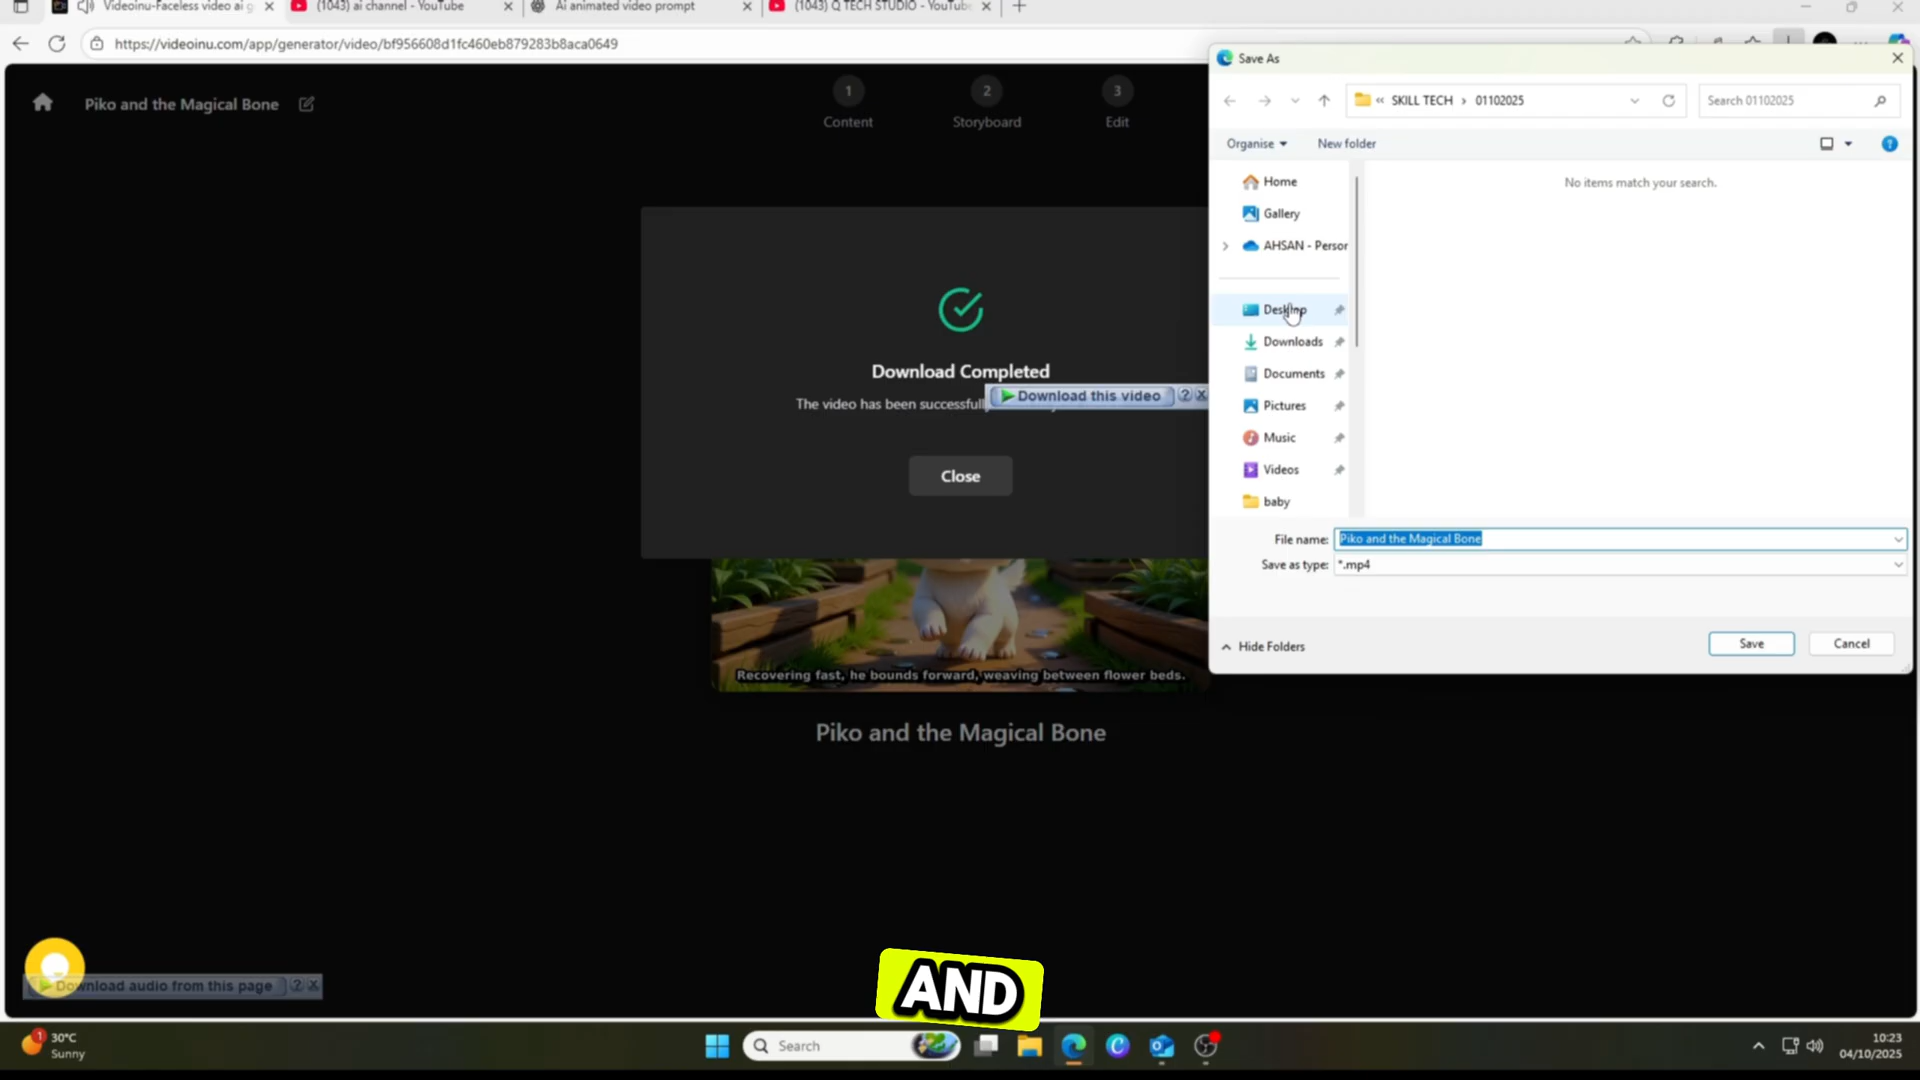 Videoinu-Faceless video ai g
(1043) ai channel - YouTube
Ai animated video prompt
(1043) Q TECH STUDIO - YouTub
https://videoinu.com/app/generator/video/bf956608d1fc460eb879283b8aca0649
Piko and the Magical Bone
1
Content
2
Storyboard
3
Edit
Download Completed
The video has been successfull
Download this video
?
X
Close
Recovering fast, he bounds forward, weaving between flower beds.
Piko and the Magical Bone
Save As
« SKILL TECH › 01102025
Search 01102025
Organise
New folder
?
No items match your search.
Home
Gallery
AHSAN - Person
Desktop
Downloads
Documents
Pictures
Music
Videos
baby
File name: Piko and the Magical Bone
Save as type: *.mp4
Hide Folders
Save
Cancel
Download audio from this page
?
X
AND
1
30°C
Sunny
Search
10:23
04/10/2025